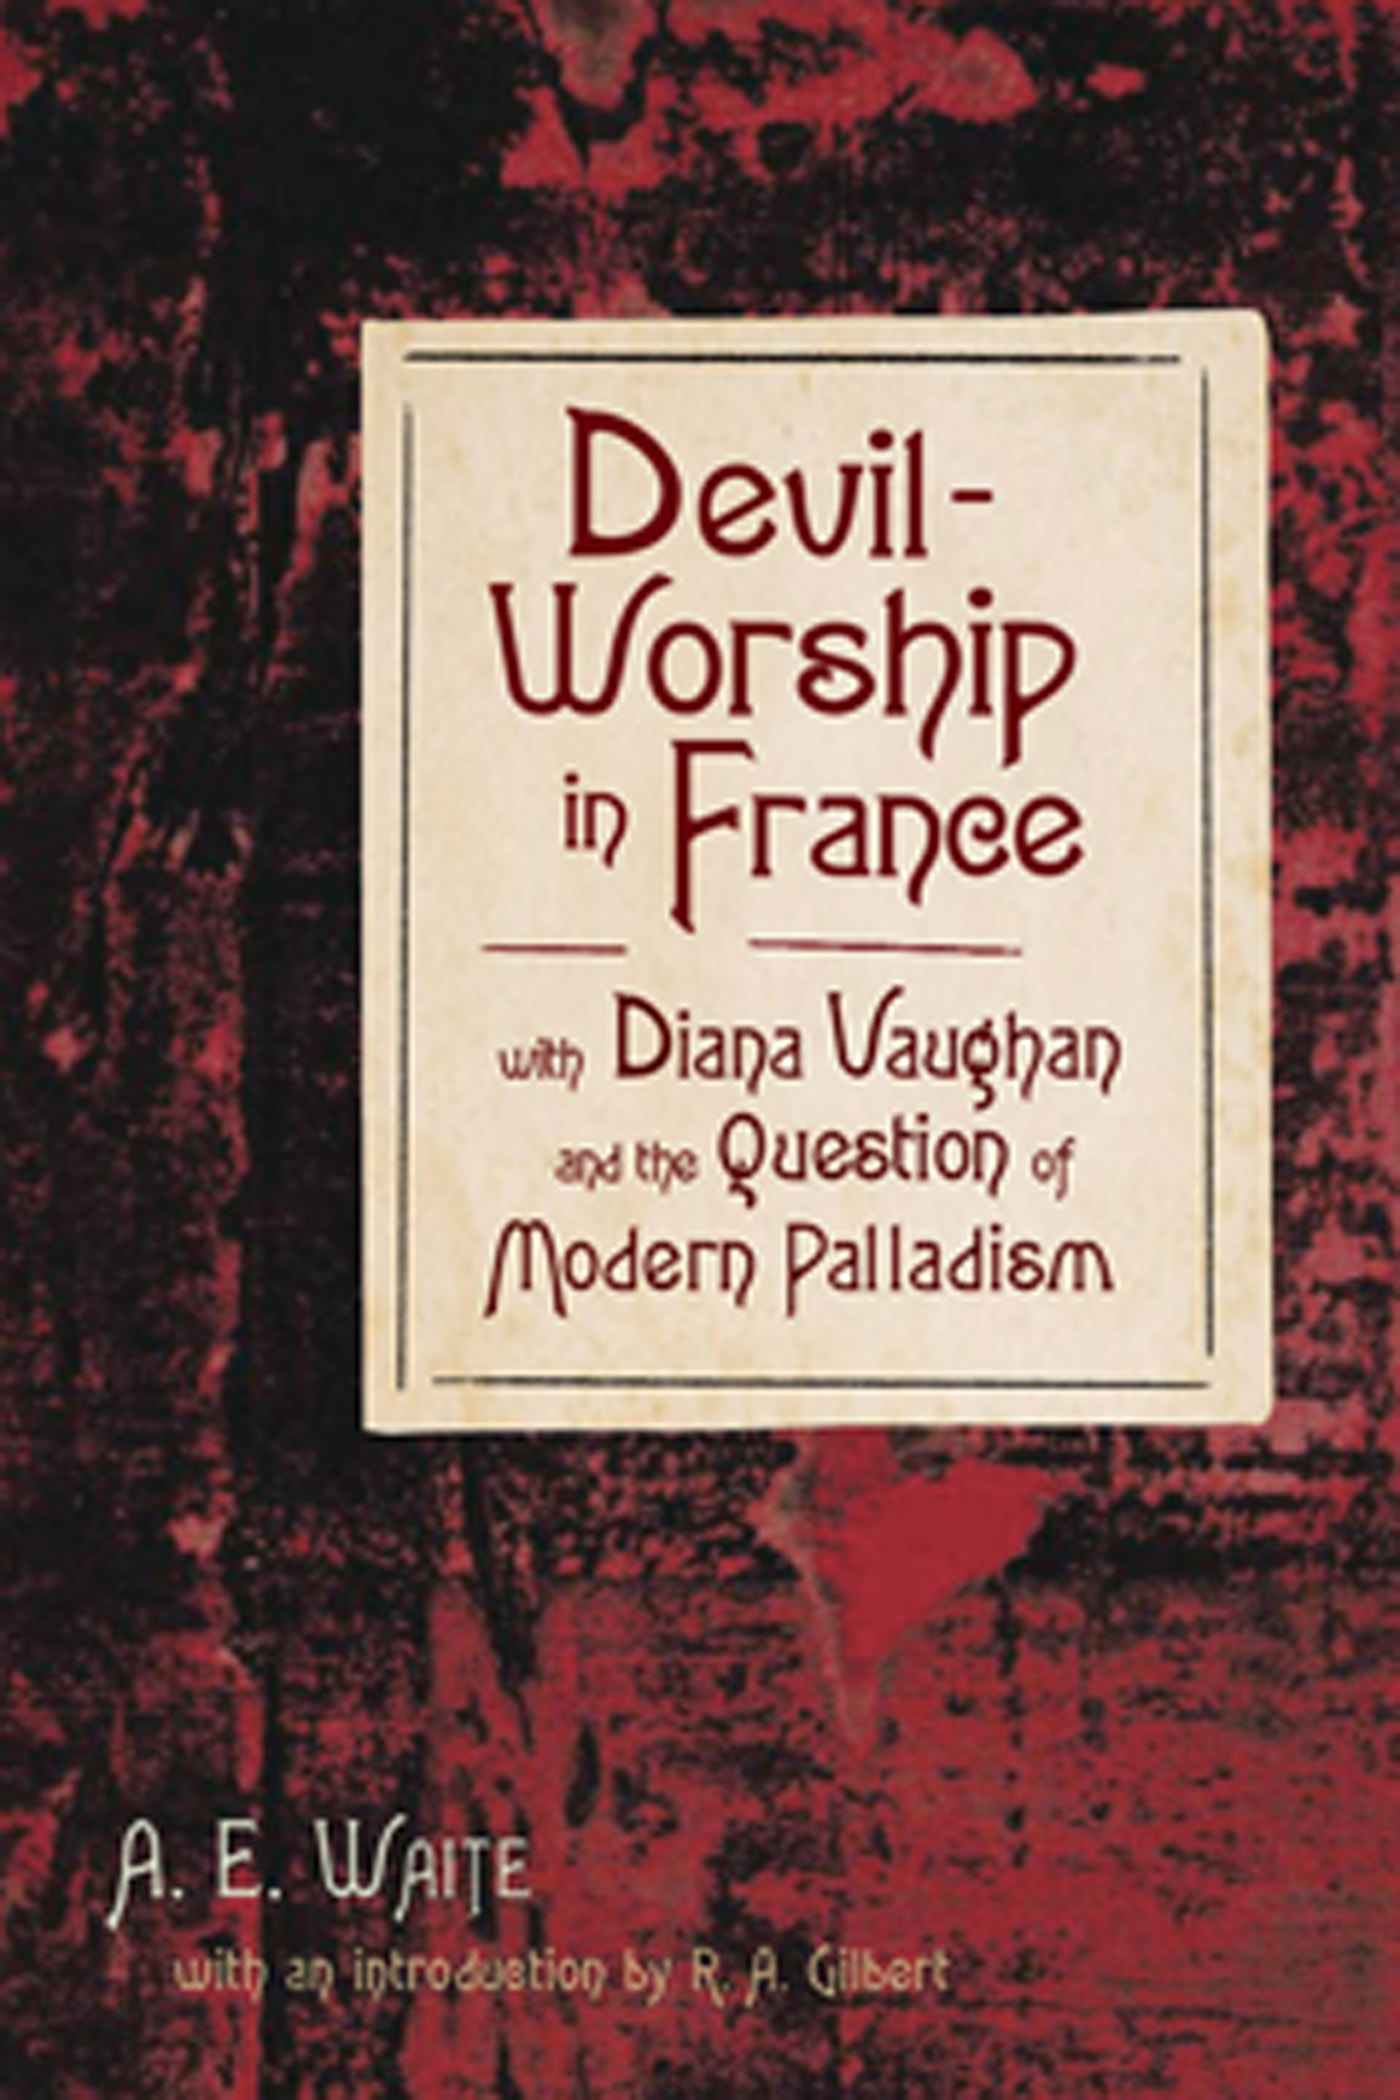 Devil-
Worship
in France
with Diana Vaughan
and the Question of
Modern Palladism
A. E. WAITE
with an introduction by R. A. Gilbert